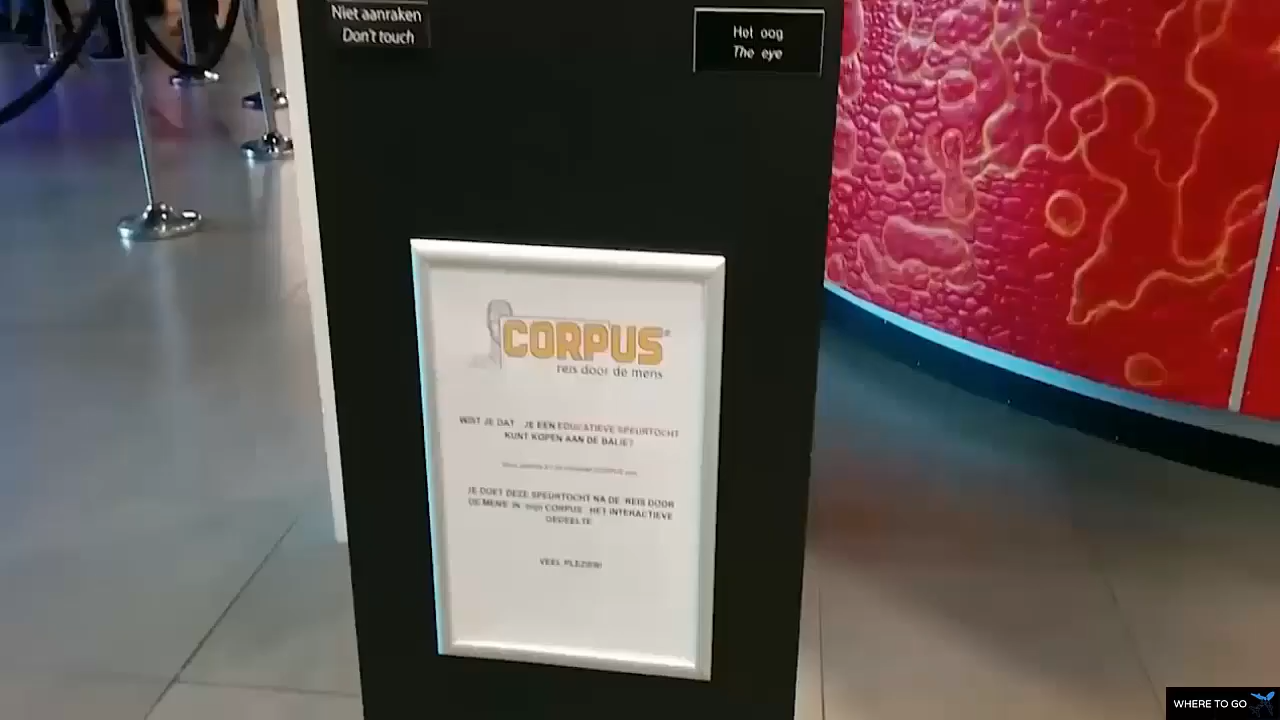 Niet aanraken
Don't touch
Het oog
The eye
CORPUS
reis door de mens
WIST JE DAT JE EEN EDUCATIEVE SPEURTOCHT
KUNT KOPEN AAN DE BALIE?
JE DOET DEZE SPEURTOCHT NA DE REIS DOOR
DE MENS IN mijn CORPUS HET INTERACTIEVE
GEDEELTE
VEEL PLEZIER!
WHERE TO GO